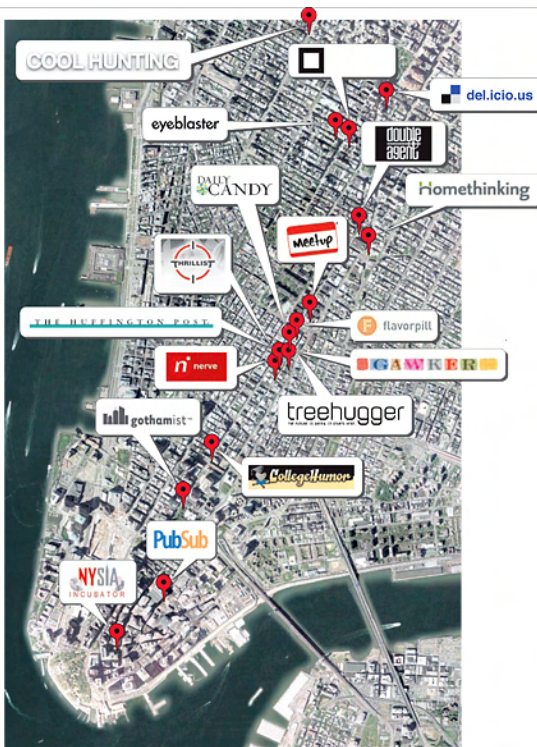 COOL HUNTING
del.icio.us
eyeblaster
double
agent
DAILY
CANDY
Homethinking
meetup
THRILLIST
THE HUFFINGTON POST
F flavorpill
n nerve
GAWKER
treehugger
gothamist
CollegeHumor
PubSub
NYSIA
INCUBATOR